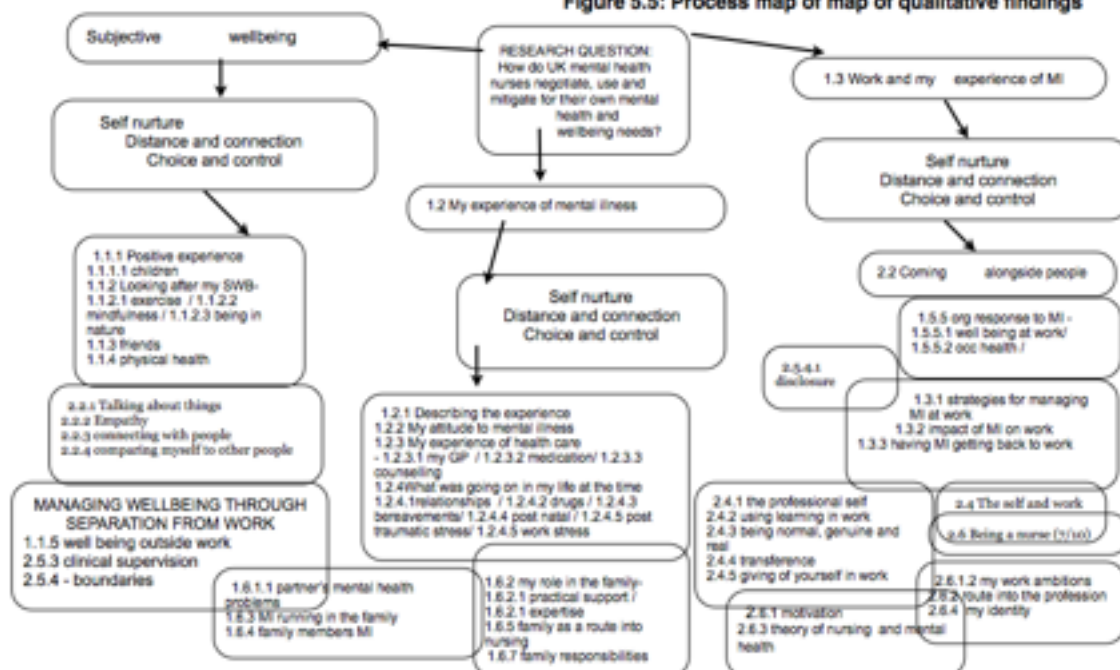 Figure 5.5: Process map of map of qualitative findings
Subjective wellbeing
RESEARCH QUESTION:
How do UK mental health
nurses negotiate, use and
mitigate for their own mental
health and
wellbeing needs?
1.3 Work and my experience of MI
Self nurture
Distance and connection
Choice and control
Self nurture
Distance and connection
Choice and control
1.2 My experience of mental illness
1.1.1 Positive experience
1.1.1.1 children
1.1.2 Looking after my SWB-
1.1.2.1 exercise / 1.1.2.2
mindfulness / 1.1.2.3 being in
nature
1.1.3 friends
1.1.4 physical health
2.2 Coming alongside people
Self nurture
Distance and connection
Choice and control
1.5.5 org response to MI -
1.5.5.1 well being at work/
1.5.5.2 occ health /
2.5.4.1
disclosure
2.2.1 Talking about things
2.2.2 Empathy
2.2.3 connecting with people
2.2.4 comparing myself to other people
1.2.1 Describing the experience
1.2.2 My attitude to mental illness
1.2.3 My experience of health care
- 1.2.3.1 my GP / 1.2.3.2 medication/ 1.2.3.3
counselling
1.2.4What was going on in my life at the time
1.2.4.1relationships / 1.2.4.2 drugs / 1.2.4.3
bereavements/ 1.2.4.4 post natal / 1.2.4.5 post
traumatic stress/ 1.2.4.5 work stress
1.3.1 strategies for managing
MI at work
1.3.2 impact of MI on work
1.3.3 having MI getting back to work
MANAGING WELLBEING THROUGH
SEPARATION FROM WORK
1.1.5 well being outside work
2.5.3 clinical supervision
2.5.4 - boundaries
2.4.1 the professional self
2.4.2 using learning in work
2.4.3 being normal, genuine and
real
2.4.4 transference
2.4.5 giving of yourself in work
2.4 The self and work
2.6 Being a nurse (7/10)
1.6.1.1 partner's mental health
problems
1.6.3 MI running in the family
1.6.4 family members MI
1.6.2 my role in the family-
1.6.2.1 practical support /
1.6.2.1 expertise
1.6.5 family as a route into
nursing
1.6.7 family responsibilities
2.6.1.2 my work ambitions
2.6.2 route into the profession
2.6.4 my identity
2.6.1 motivation
2.6.3 theory of nursing and mental
health